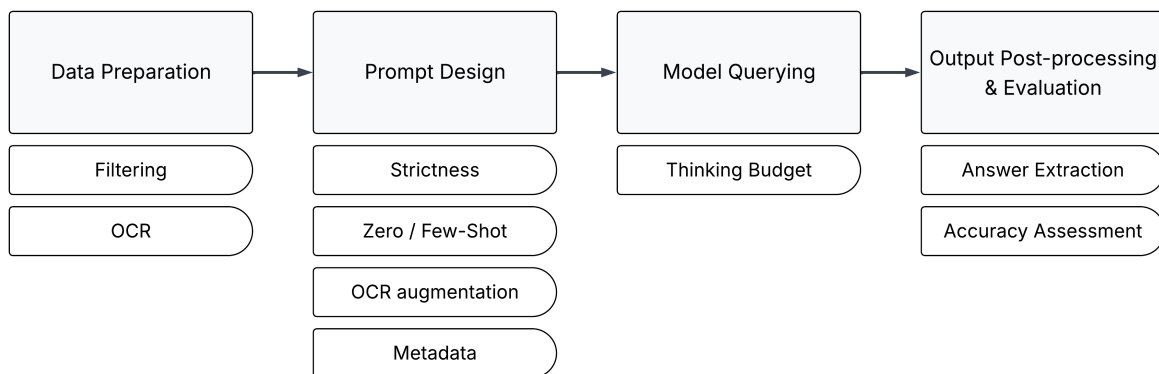 Data Preparation
Filtering
OCR
Prompt Design
Strictness
Zero / Few-Shot
OCR augmentation
Metadata
Model Querying
Thinking Budget
Output Post-processing
& Evaluation
Answer Extraction
Accuracy Assessment